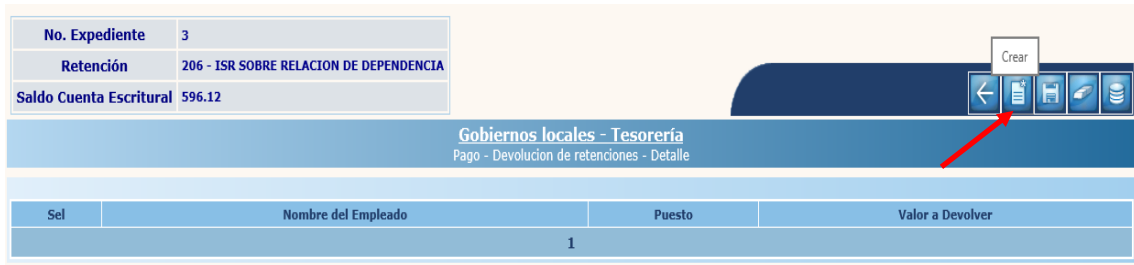 No. Expediente 3
Retención 206 - ISR SOBRE RELACION DE DEPENDENCIA
Saldo Cuenta Escritural 596.12
Crear
Gobiernos locales - Tesorería
Pago - Devolucion de retenciones - Detalle
Sel Nombre del Empleado Puesto Valor a Devolver
1